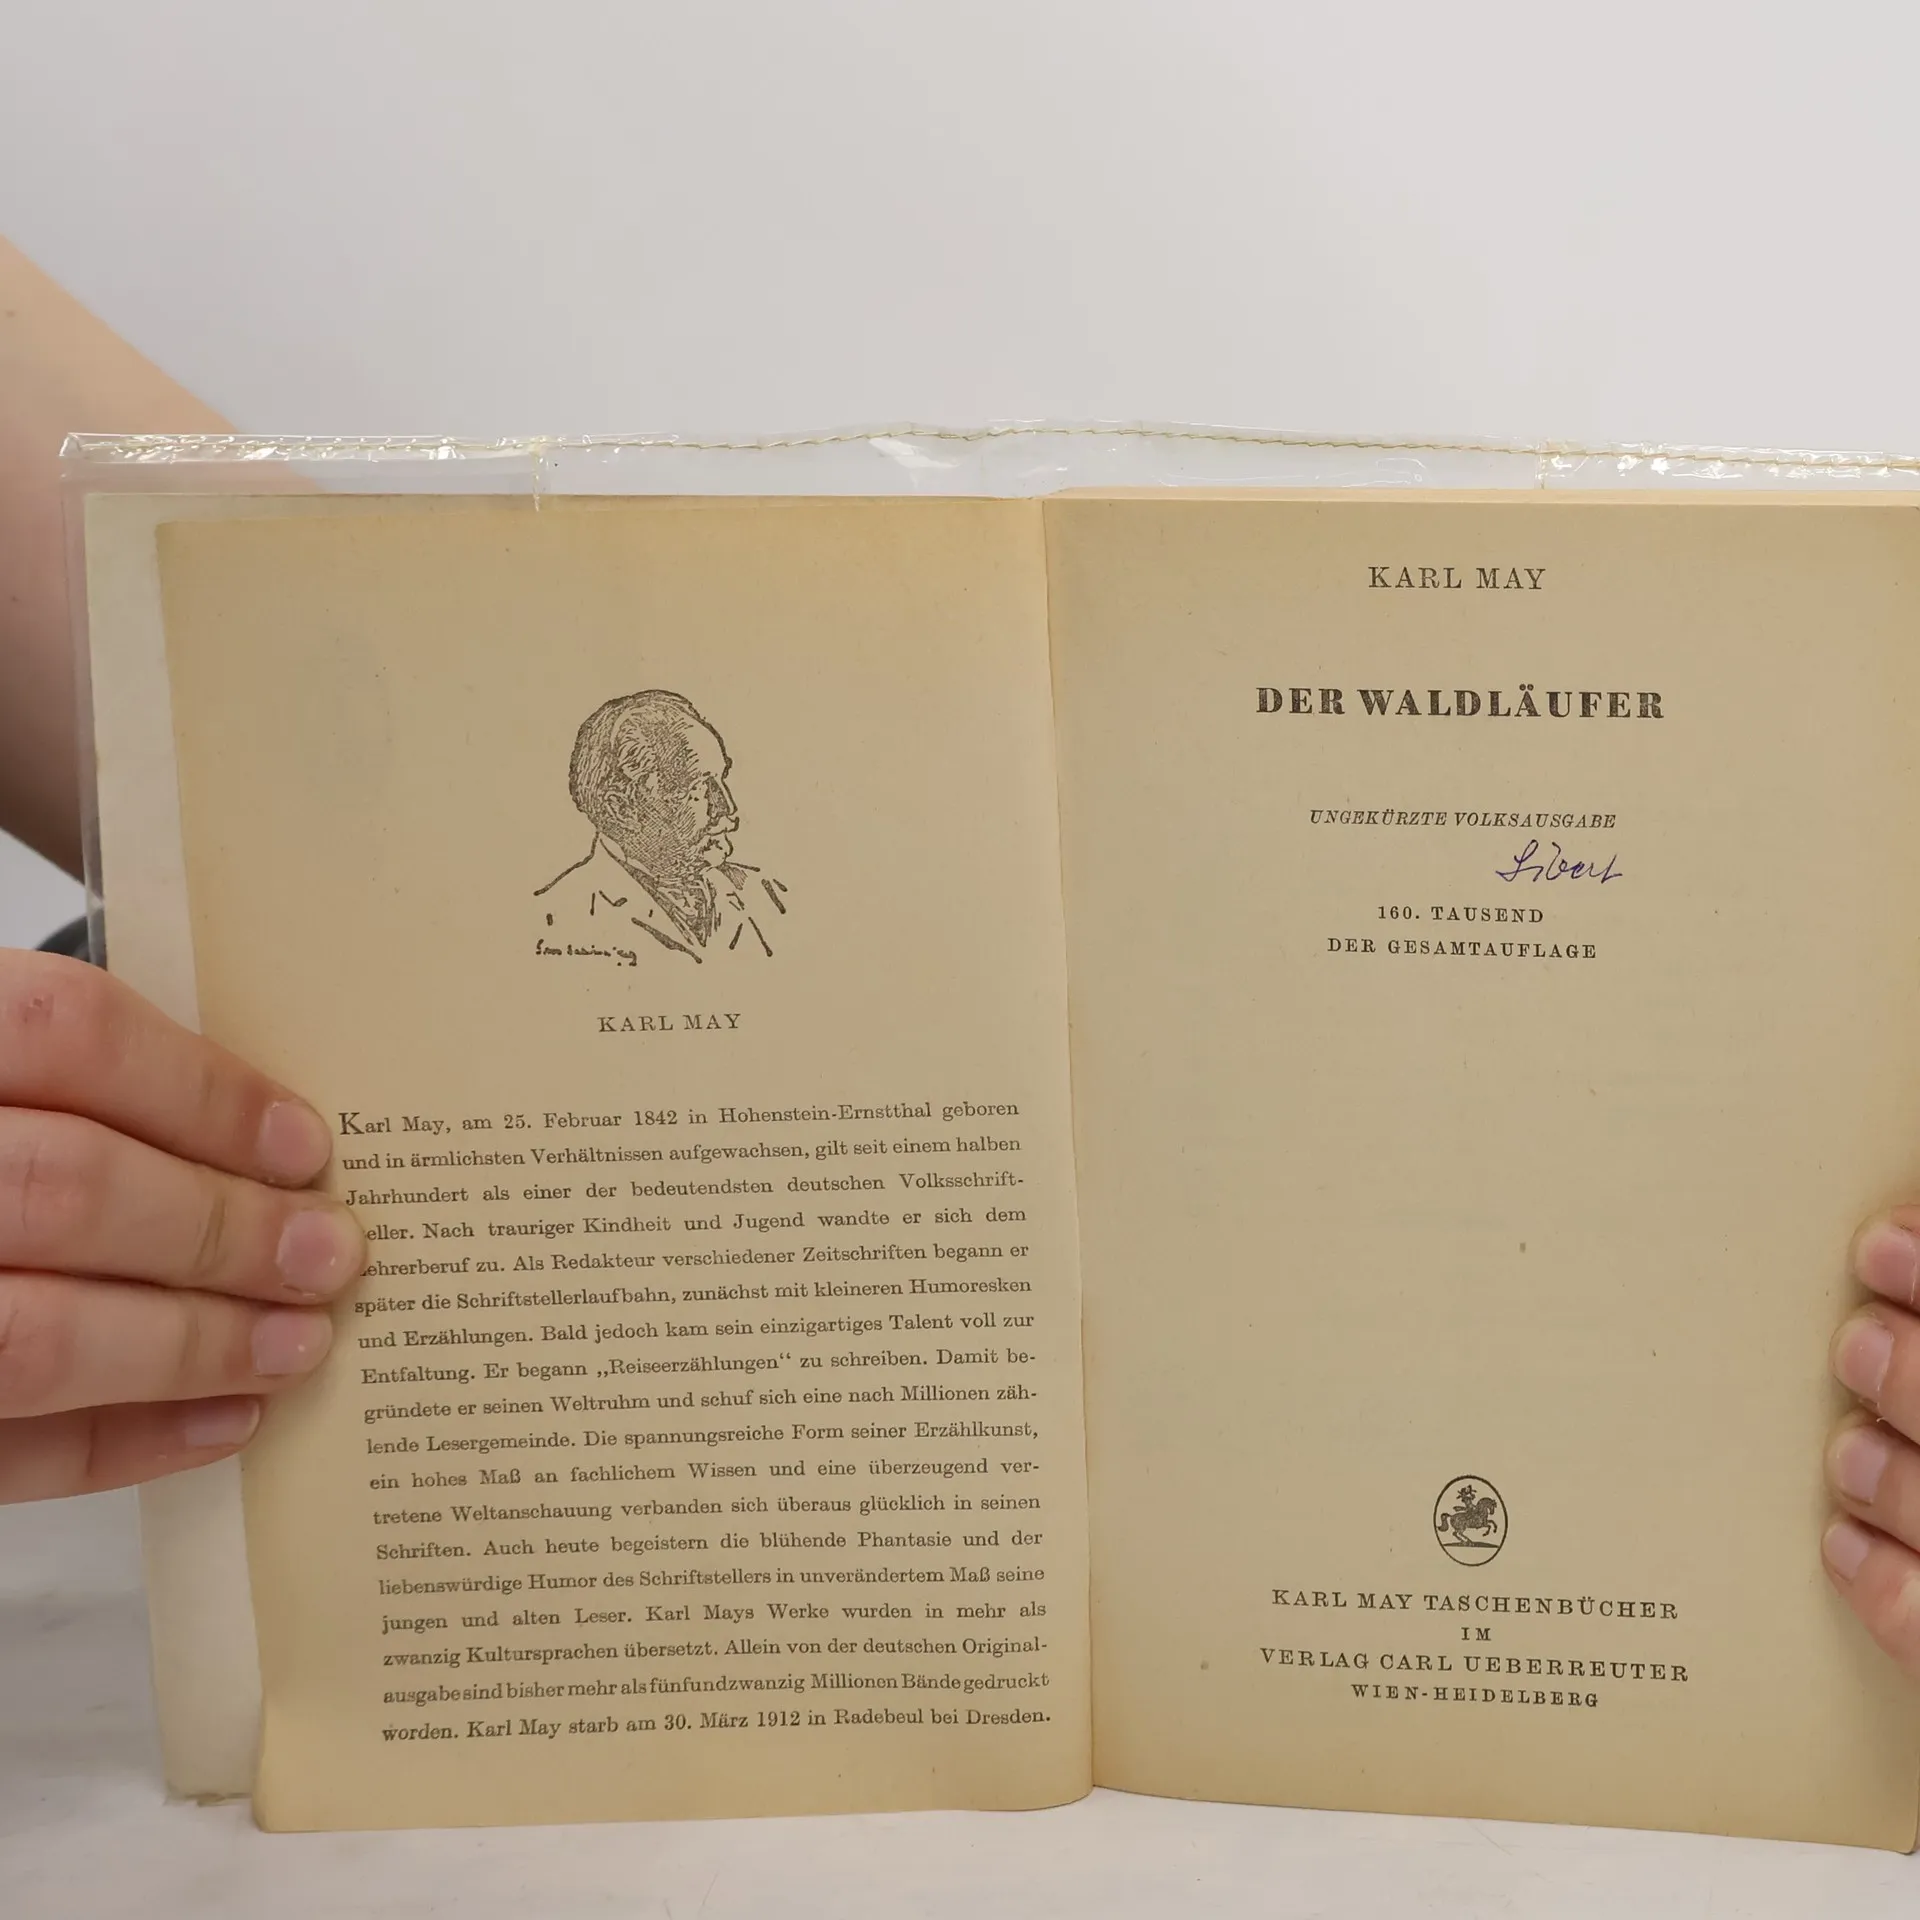 KARL MAY
Karl May, am 25. Februar 1842 in Hohenstein-Ernstthal geboren
und in ärmlichsten Verhältnissen aufgewachsen, gilt seit einem halben
Jahrhundert als einer der bedeutendsten deutschen Volksschrift-
eller. Nach trauriger Kindheit und Jugend wandte er sich dem
ehrerberuf zu. Als Redakteur verschiedener Zeitschriften begann er
später die Schriftstellerlaufbahn, zunächst mit kleineren Humoresken
und Erzählungen. Bald jedoch kam sein einzigartiges Talent voll zur
Entfaltung. Er begann „Reiseerzählungen“ zu schreiben. Damit be-
gründete er seinen Weltruhm und schuf sich eine nach Millionen zäh-
lende Lesergemeinde. Die spannungsreiche Form seiner Erzählkunst,
ein hohes Maß an fachlichem Wissen und eine überzeugend ver-
tretene Weltanschauung verbanden sich überaus glücklich in seinen
Schriften. Auch heute begeistern die blühende Phantasie und der
liebenswürdige Humor des Schriftstellers in unverändertem Maß seine
jungen und alten Leser. Karl Mays Werke wurden in mehr als
zwanzig Kultursprachen übersetzt. Allein von der deutschen Original-
ausgabe sind bisher mehr als fünfundzwanzig Millionen Bände gedruckt
worden. Karl May starb am 30. März 1912 in Radebeul bei Dresden.
KARL MAY
DER WALDLÄUFER
UNGEKÜRZTE VOLKSAUSGABE
160. TAUSEND
DER GESAMTAUFLAGE
KARL MAY TASCHENBÜCHER
IM
VERLAG CARL UEBERREUTER
WIEN-HEIDELBERG